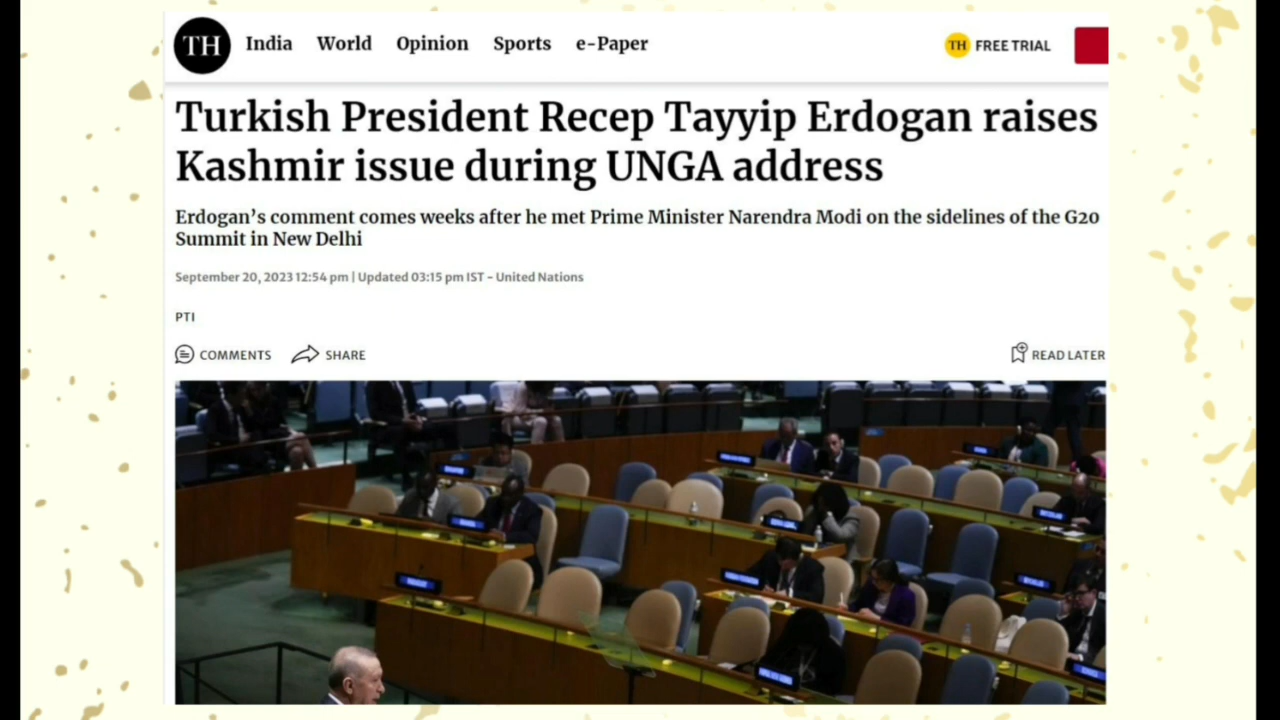 TH India World Opinion Sports e-Paper TH FREE TRIAL
Turkish President Recep Tayyip Erdogan raises
Kashmir issue during UNGA address
Erdogan’s comment comes weeks after he met Prime Minister Narendra Modi on the sidelines of the G20
Summit in New Delhi
September 20, 2023 12:54 pm | Updated 03:15 pm IST - United Nations
PTI
COMMENTS SHARE READ LATER